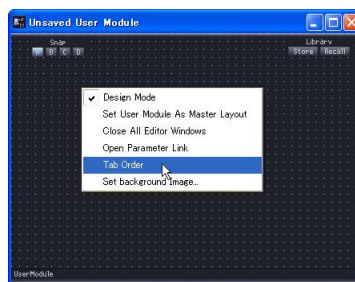 Unsaved User Module
Snap
Library
A B C D
Store Recall
Design Mode
Set User Module As Master Layout
Close All Editor Windows
Open Parameter Link
Tab Order
Set background Image...
UserModule